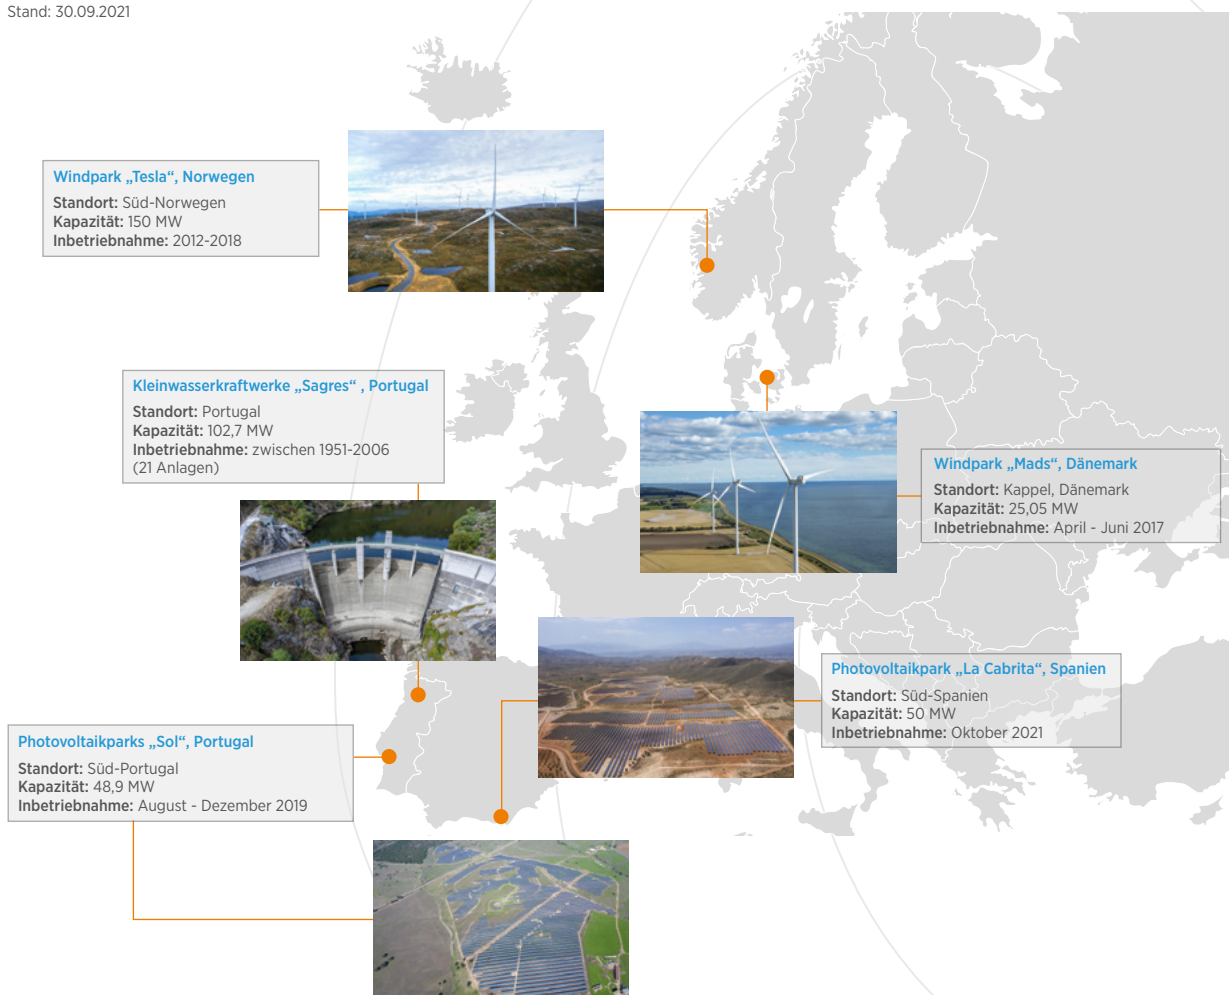 Stand: 30.09.2021
Windpark „Tesla“, Norwegen
Standort: Süd-Norwegen
Kapazität: 150 MW
Inbetriebnahme: 2012-2018
Kleinwasserkraftwerke „Sagres“ , Portugal
Standort: Portugal
Kapazität: 102,7 MW
Inbetriebnahme: zwischen 1951-2006
(21 Anlagen)
Windpark „Mads“, Dänemark
Standort: Kappel, Dänemark
Kapazität: 25,05 MW
Inbetriebnahme: April - Juni 2017
Photovoltaikpark „La Cabrita“, Spanien
Standort: Süd-Spanien
Kapazität: 50 MW
Inbetriebnahme: Oktober 2021
Photovoltaikparks „Sol“, Portugal
Standort: Süd-Portugal
Kapazität: 48,9 MW
Inbetriebnahme: August - Dezember 2019